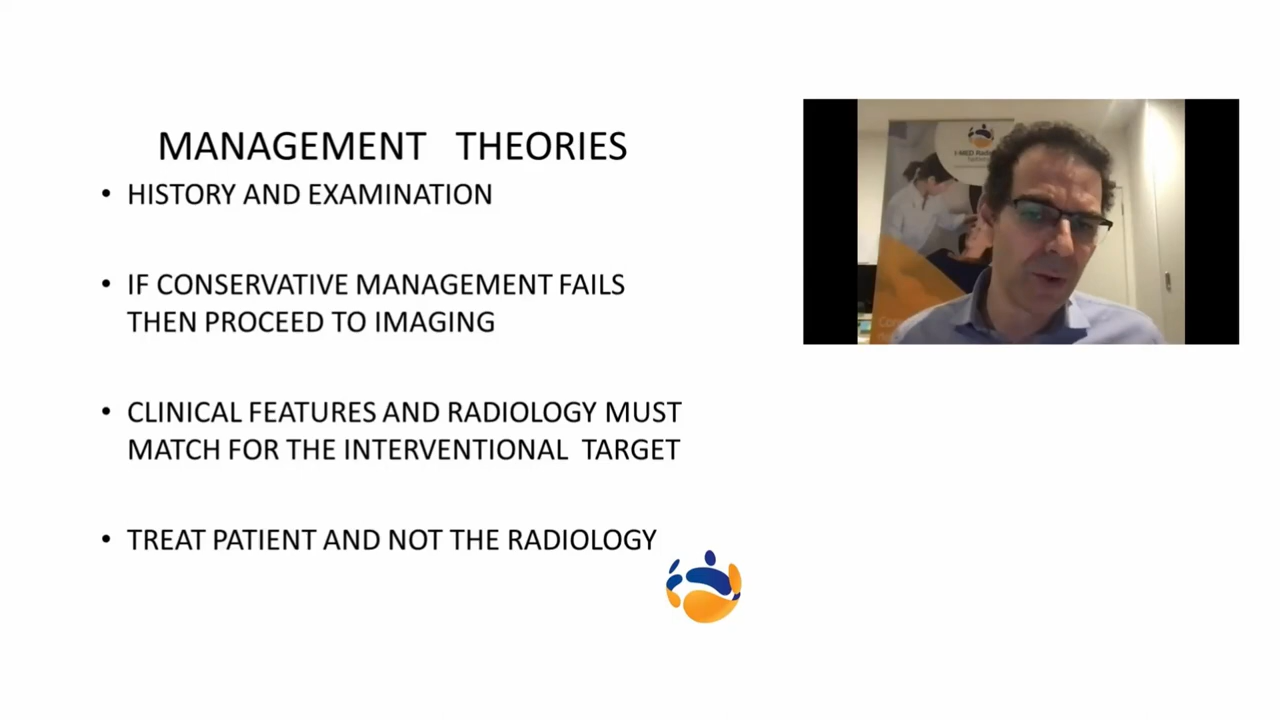 MANAGEMENT THEORIES
• HISTORY AND EXAMINATION
• IF CONSERVATIVE MANAGEMENT FAILS
THEN PROCEED TO IMAGING
• CLINICAL FEATURES AND RADIOLOGY MUST
MATCH FOR THE INTERVENTIONAL TARGET
• TREAT PATIENT AND NOT THE RADIOLOGY
I-MED